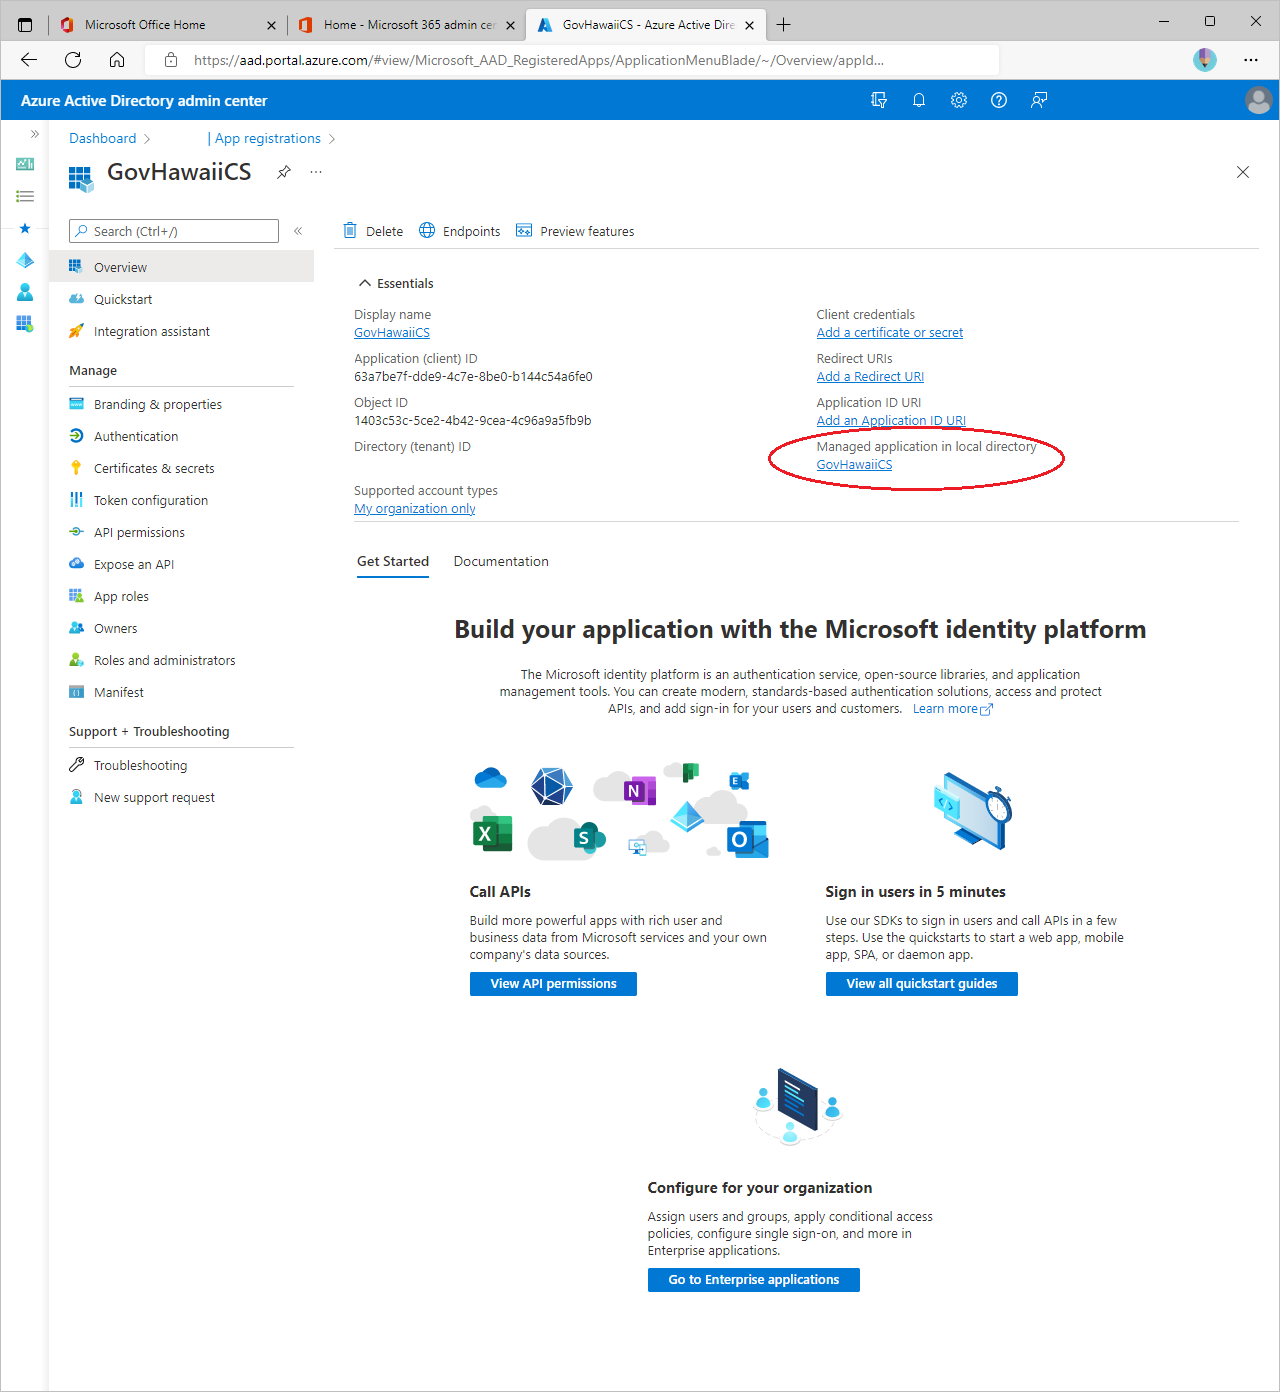 Microsoft Office Home
Home - Microsoft 365 admin cer
GovHawaiiCS - Azure Active Dire
https://aad.portal.azure.com/#view/Microsoft_AAD_RegisteredApps/ApplicationMenuBlade/~/Overview/appId...
Azure Active Directory admin center
Dashboard > | App registrations >
GovHawaiiCS
Search (Ctrl+/)
Delete
Endpoints
Preview features
Overview
Quickstart
Integration assistant
Manage
Branding & properties
Authentication
Certificates & secrets
Token configuration
API permissions
Expose an API
App roles
Owners
Roles and administrators
Manifest
Support + Troubleshooting
Troubleshooting
New support request
Essentials
Display name
GovHawaiiCS
Application (client) ID
63a7be7f-dde9-4c7e-8be0-b144c54a6fe0
Object ID
1403c53c-5ce2-4b42-9cea-4c96a9a5fb9b
Directory (tenant) ID
Supported account types
My organization only
Client credentials
Add a certificate or secret
Redirect URIs
Add a Redirect URI
Application ID URI
Add an Application ID URI
Managed application in local directory
GovHawaiiCS
Get Started
Documentation
Build your application with the Microsoft identity platform
The Microsoft identity platform is an authentication service, open-source libraries, and application
management tools. You can create modern, standards-based authentication solutions, access and protect
APIs, and add sign-in for your users and customers. Learn more
N
E
X
S
O
Call APIs
Build more powerful apps with rich user and
business data from Microsoft services and your own
company's data sources.
View API permissions
Sign in users in 5 minutes
Use our SDKs to sign in users and call APIs in a few
steps. Use the quickstarts to start a web app, mobile
app, SPA, or daemon app.
View all quickstart guides
Configure for your organization
Assign users and groups, apply conditional access
policies, configure single sign-on, and more in
Enterprise applications.
Go to Enterprise applications